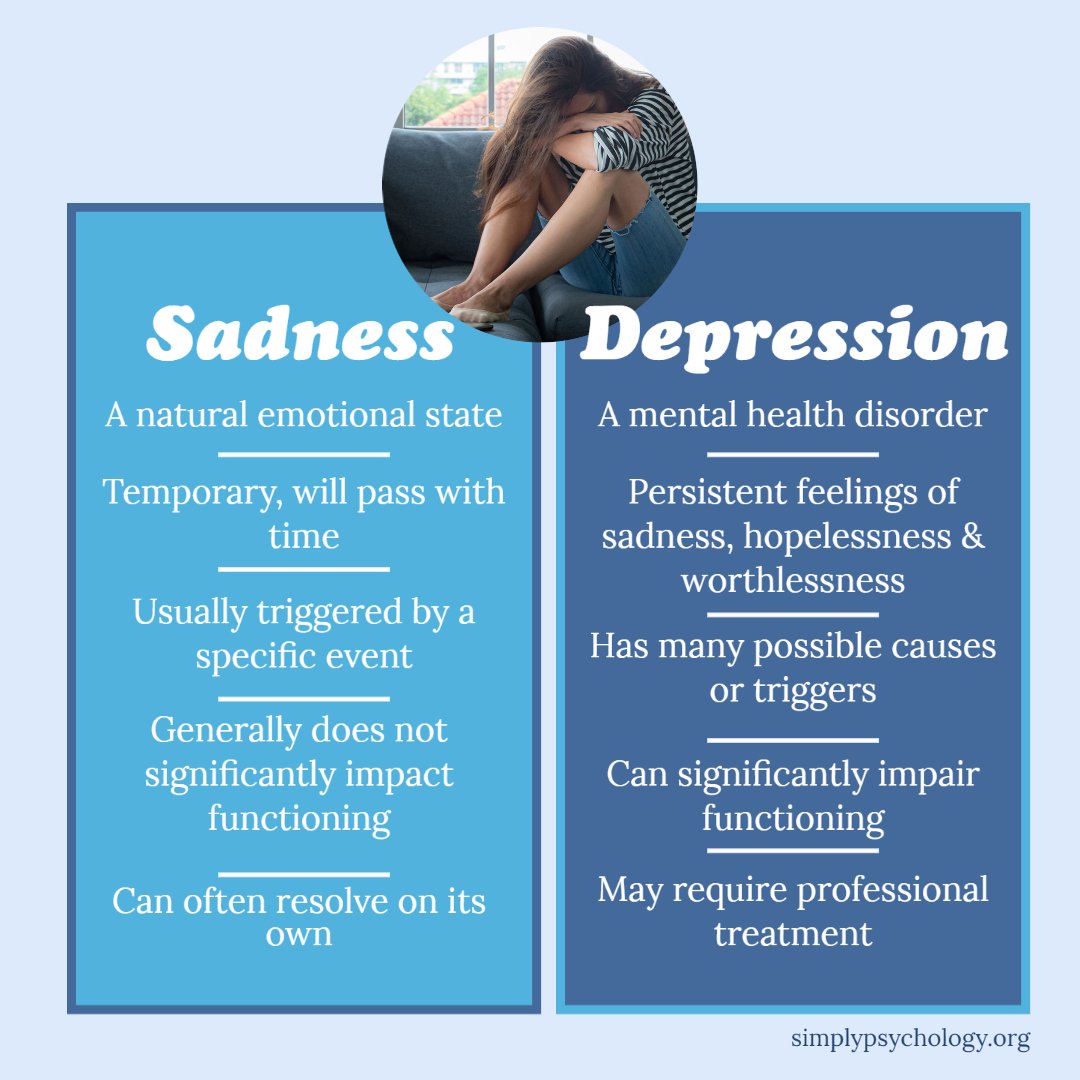 Sadness
A natural emotional state
Temporary, will pass with
time
Usually triggered by a
specific event
Generally does not
significantly impact
functioning
Can often resolve on its
own
Depression
A mental health disorder
Persistent feelings of
sadness, hopelessness &
worthlessness
Has many possible causes
or triggers
Can significantly impair
functioning
May require professional
treatment
simplypsychology.org